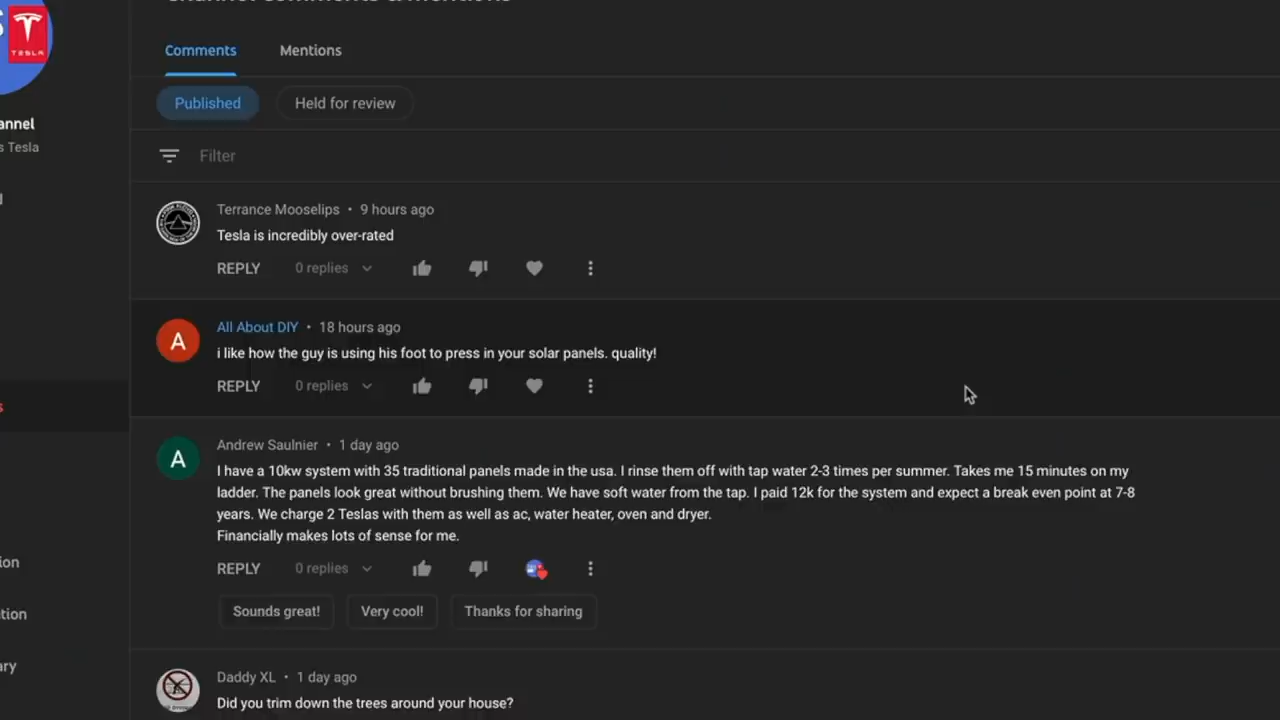 TESLA
Comments Mentions
annel
Published Held for review
s Tesla
Filter
Terrance Mooselips • 9 hours ago
Tesla is incredibly over-rated
REPLY 0 replies
A
All About DIY • 18 hours ago
i like how the guy is using his foot to press in your solar panels. quality!
REPLY 0 replies
A
Andrew Saulnier • 1 day ago
I have a 10kw system with 35 traditional panels made in the usa. I rinse them off with tap water 2-3 times per summer. Takes me 15 minutes on my
ladder. The panels look great without brushing them. We have soft water from the tap. I paid 12k for the system and expect a break even point at 7-8
years. We charge 2 Teslas with them as well as ac, water heater, oven and dryer.
Financially makes lots of sense for me.
REPLY 0 replies
Sounds great! Very cool! Thanks for sharing
ion
tion
ary
Daddy XL • 1 day ago
Did you trim down the trees around your house?